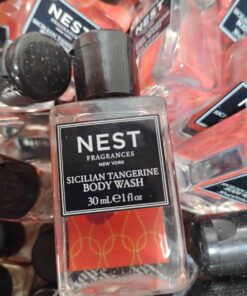 NEST
FRAGRANCES
NEW YORK
SICILIAN TANGERINE
BODY WASH
30 mL e 1 fl oz
NEST